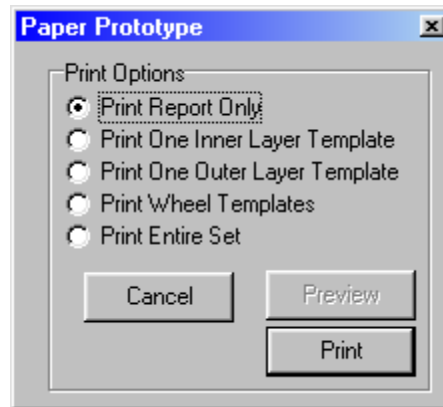 Paper Prototype
Print Options
Print Report Only
Print One Inner Layer Template
Print One Outer Layer Template
Print Wheel Templates
Print Entire Set
Cancel
Preview
Print